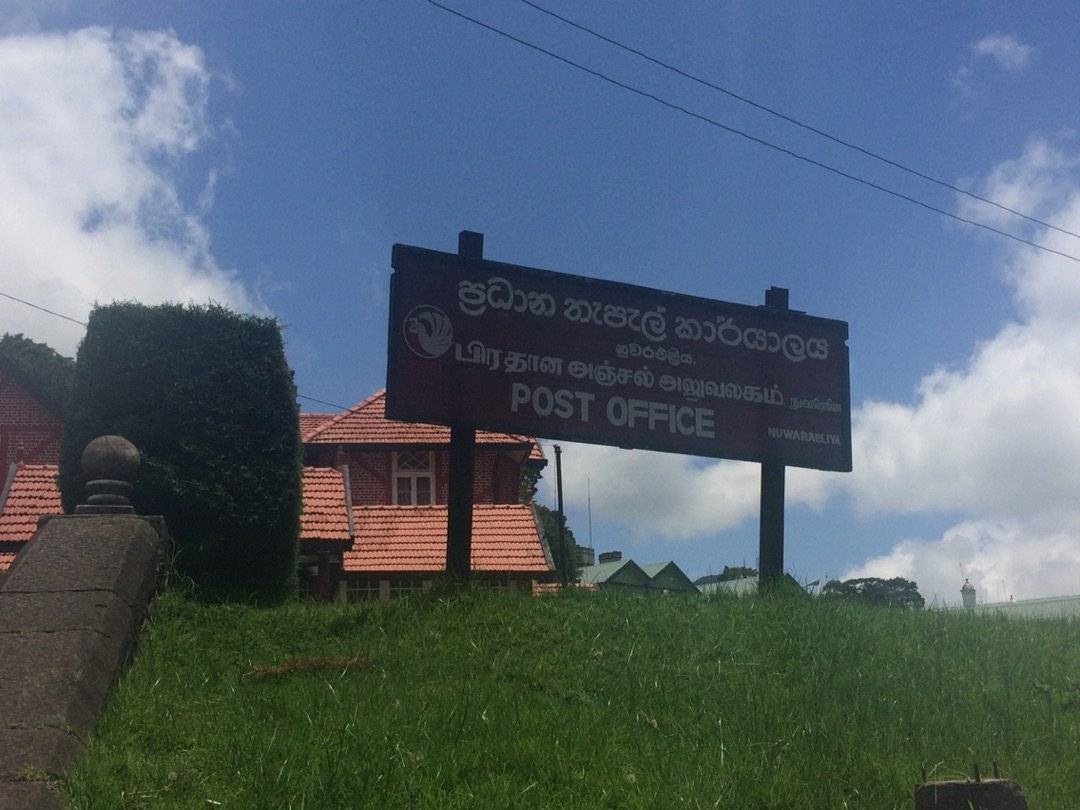 ප්‍රධාන තැපැල් කාර්යාලය
නුවරඑළිය.
பிரதான அஞ்சல் அலுவலகம் நுவரெலியா
POST OFFICE
NUWARAELIYA